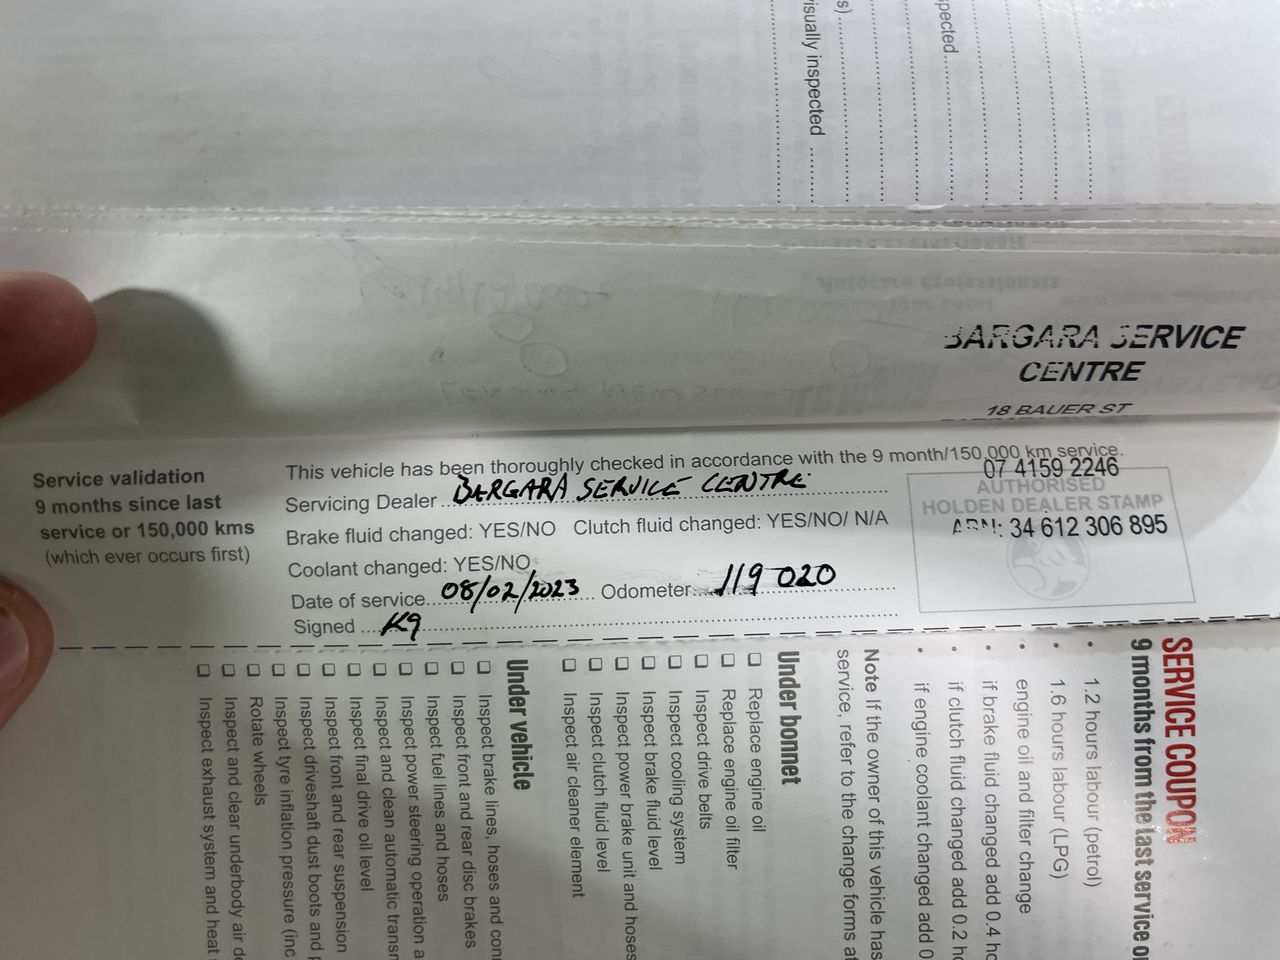 isually inspected
s)
spected
BARGARA SERVICE
CENTRE
18 BAUER ST
Service validation
9 months since last
service or 150,000 kms
(which ever occurs first)
This vehicle has been thoroughly checked in accordance with the 9 month/150,000 km service.
Servicing Dealer BARGARA SERVICE CENTRE
Brake fluid changed: YES/NO Clutch fluid changed: YES/NO/ N/A
Coolant changed: YES/NO
Date of service 08/02/2023 Odometer 119 020
Signed K9
07 4159 2246
AUTHORISED
HOLDEN DEALER STAMP
ABN: 34 612 306 895
SERVICE COUPON
9 months from the last service o
• 1.2 hours labour (petrol)
• 1.6 hours labour (LPG)
• engine oil and filter change
• if brake fluid changed add 0.4 ho
• if clutch fluid changed add 0.2 ho
• if engine coolant changed add 0
Note If the owner of this vehicle has
service, refer to the change forms at
Under bonnet
Replace engine oil
Replace engine oil filter
Inspect drive belts
Inspect cooling system
Inspect brake fluid level
Inspect power brake unit and hoses
Inspect clutch fluid level
Inspect air cleaner element
Under vehicle
Inspect brake lines, hoses and con
Inspect front and rear disc brakes
Inspect fuel lines and hoses
Inspect power steering operation a
Inspect and clean automatic transm
Inspect final drive oil level
Inspect front and rear suspension
Inspect driveshaft dust boots and
Inspect tyre inflation pressure (inc
Rotate wheels
Inspect and clear underbody air de
Inspect exhaust system and heat